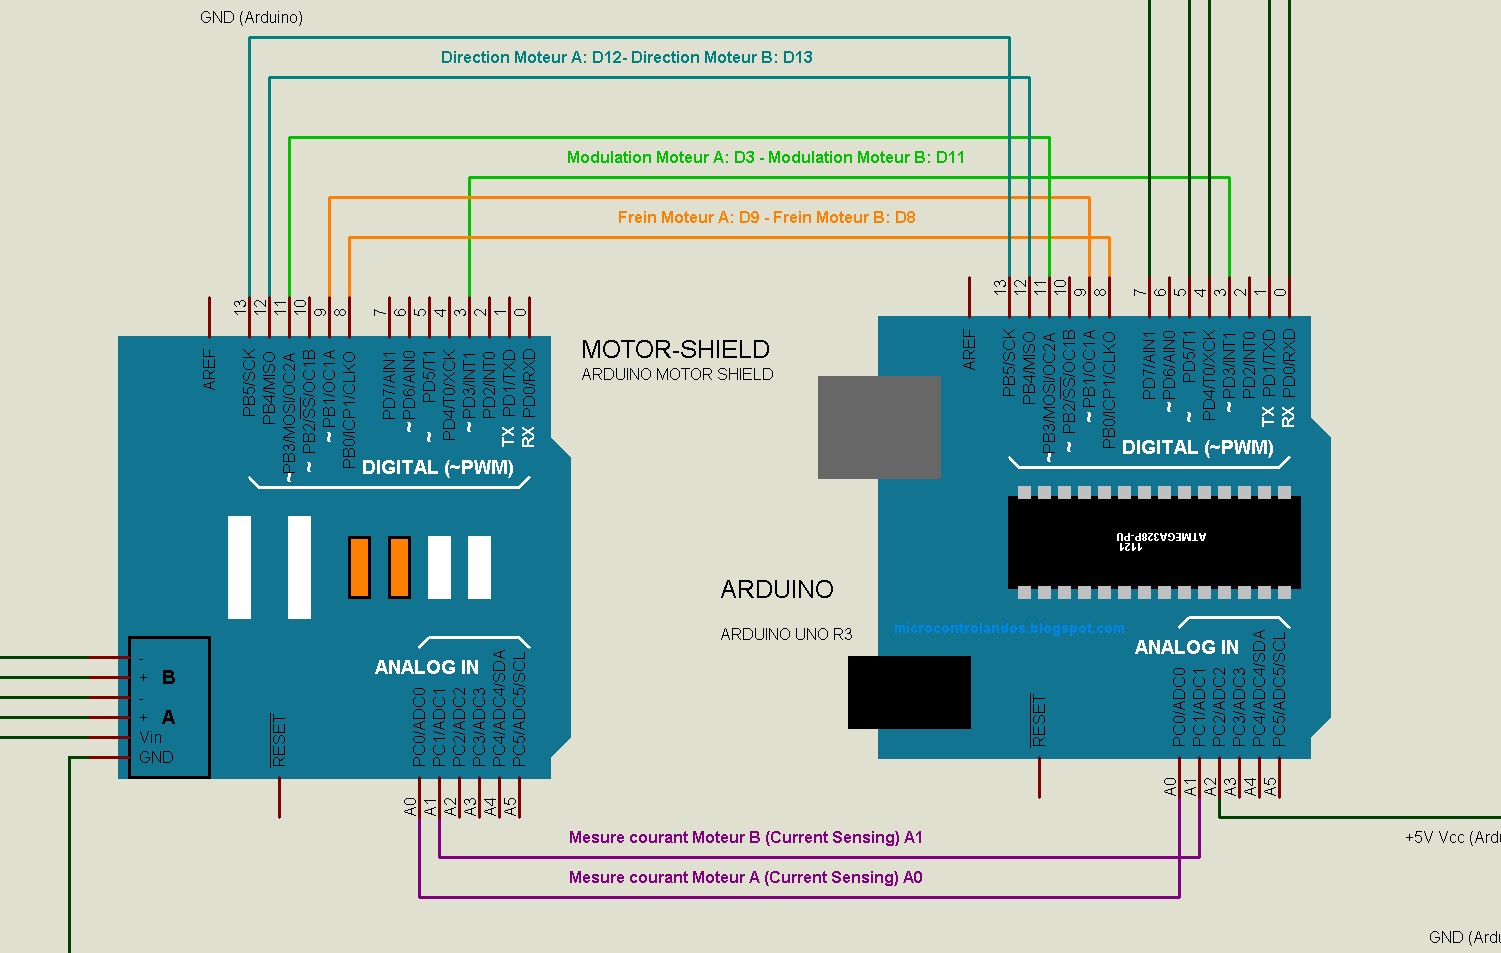 GND (Arduino)
Direction Moteur A: D12- Direction Moteur B: D13
Modulation Moteur A: D3 - Modulation Moteur B: D11
Frein Moteur A: D9 - Frein Moteur B: D8
13
12
11
10
9
8
7
6
5
4
3
2
1
0
AREF
PB5/SCK
PB4/MISO
~PB3/MOSI/OC2A
~PB2/SS/OC1B
~PB1/OC1A
PB0/ICP1/CLKO
PD7/AIN1
~PD6/AIN0
~PD5/T1
PD4/T0/XCK
~PD3/INT1
PD2/INT0
TX PD1/TXD
RX PD0/RXD
DIGITAL (~PWM)
B
A
-
+
-
+
Vin
GND
RESET
ANALOG IN
PC0/ADC0
PC1/ADC1
PC2/ADC2
PC3/ADC3
PC4/ADC4/SDA
PC5/ADC5/SCL
A0
A1
A2
A3
A4
A5
MOTOR-SHIELD
ARDUINO MOTOR SHIELD
ARDUINO
ARDUINO UNO R3
13
12
11
10
9
8
7
6
5
4
3
2
1
0
AREF
PB5/SCK
PB4/MISO
~PB3/MOSI/OC2A
~PB2/SS/OC1B
~PB1/OC1A
PB0/ICP1/CLKO
PD7/AIN1
~PD6/AIN0
~PD5/T1
PD4/T0/XCK
~PD3/INT1
PD2/INT0
TX PD1/TXD
RX PD0/RXD
DIGITAL (~PWM)
ATMEGA328P-PU
1121
microcontrolandos.blogspot.com
ANALOG IN
RESET
PC0/ADC0
PC1/ADC1
PC2/ADC2
PC3/ADC3
PC4/ADC4/SDA
PC5/ADC5/SCL
A0
A1
A2
A3
A4
A5
Mesure courant Moteur B (Current Sensing) A1
Mesure courant Moteur A (Current Sensing) A0
+5V Vcc (Ardu
GND (Ardu